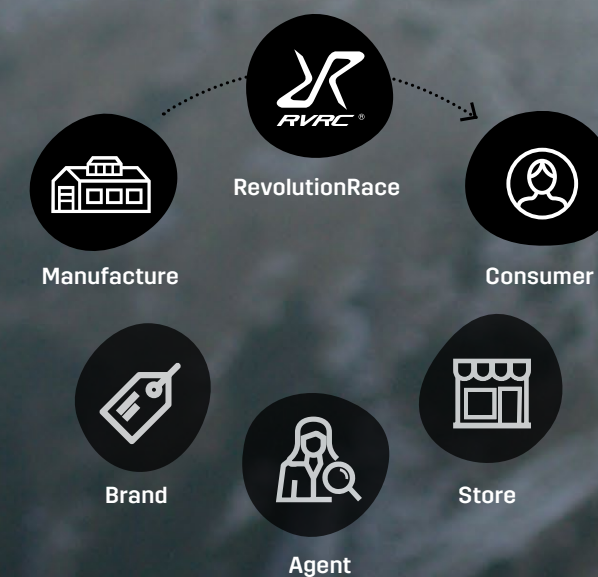 RVRC®
RevolutionRace
Manufacture
Consumer
Brand
Store
Agent